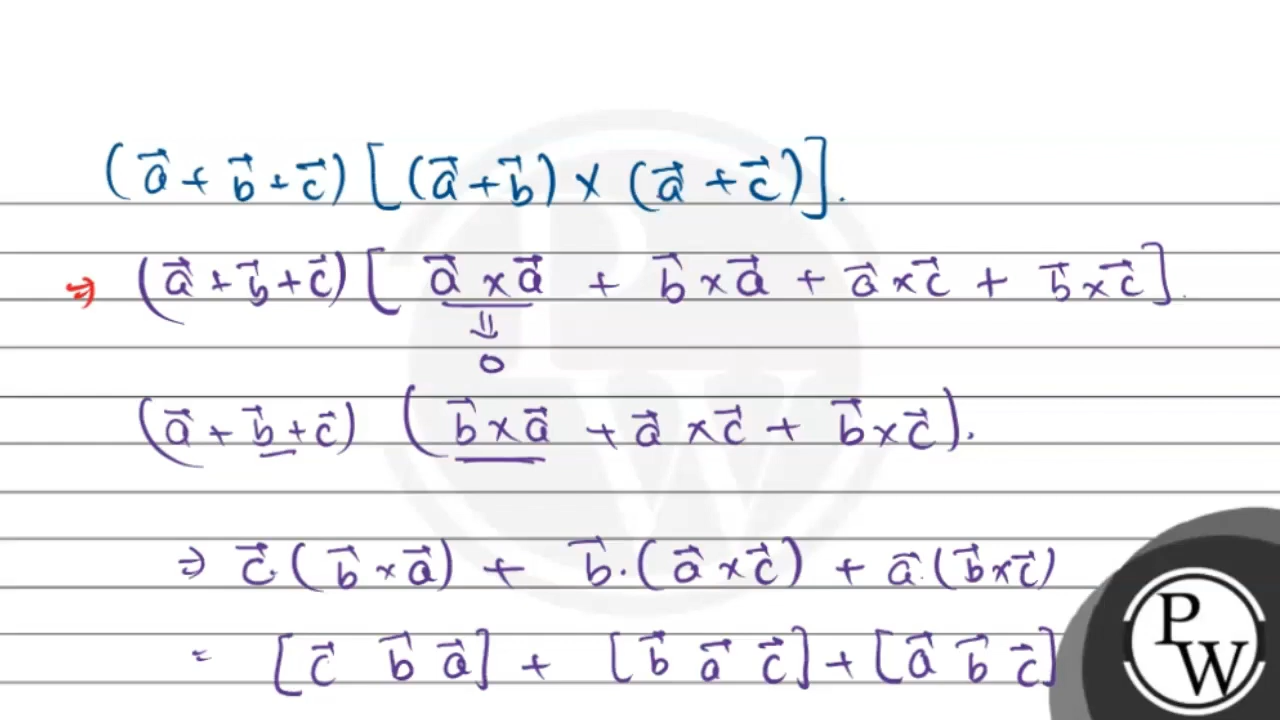 (a⃗ + b⃗ + c⃗) [(a⃗ + b⃗) × (a⃗ + c⃗)].
⇒ (a⃗ + b⃗ + c⃗) [ a⃗ × a⃗ + b⃗ × a⃗ + a⃗ × c⃗ + b⃗ × c⃗ ].
⇓
0
(a⃗ + b⃗ + c⃗) ( b⃗ × a⃗ + a⃗ × c⃗ + b⃗ × c⃗ ).
⇒ c⃗.( b⃗ × a⃗) + b⃗.(a⃗ × c⃗) + a⃗.(b⃗ × c⃗)
= [c⃗ b⃗ a⃗] + [b⃗ a⃗ c⃗] + [a⃗ b⃗ c⃗]
PW